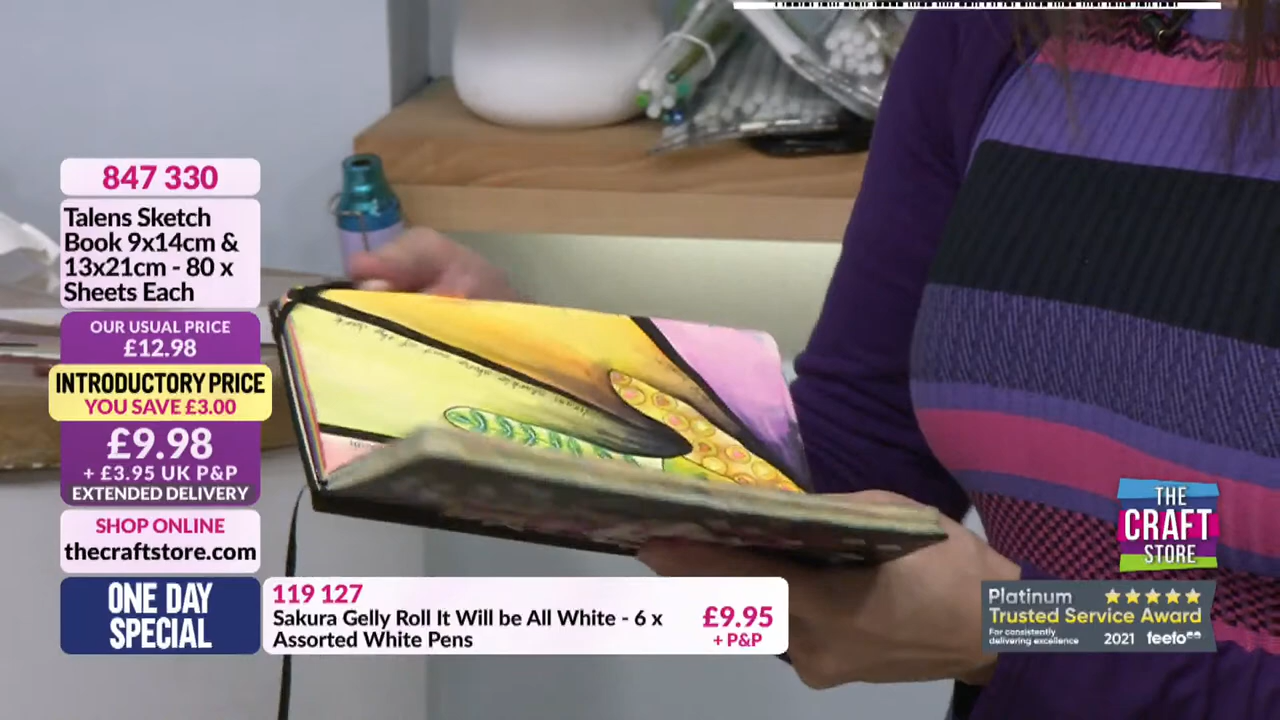 847 330
Talens Sketch
Book 9x14cm &
13x21cm - 80 x
Sheets Each
OUR USUAL PRICE
£12.98
INTRODUCTORY PRICE
YOU SAVE £3.00
£9.98
+ £3.95 UK P&P
EXTENDED DELIVERY
SHOP ONLINE
thecraftstore.com
ONE DAY
SPECIAL
119 127
Sakura Gelly Roll It Will be All White - 6 x
Assorted White Pens
£9.95
+ P&P
THE
CRAFT
STORE
Platinum
Trusted Service Award
For consistently
delivering excellence
2021 feefo